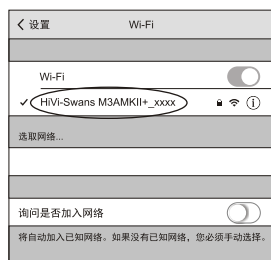 设置 Wi-Fi
Wi-Fi
HiVi-Swans M3AMKII+_xxxx
选取网络...
询问是否加入网络
将自动加入已知网络。如果没有已知网络，您必须手动选择。